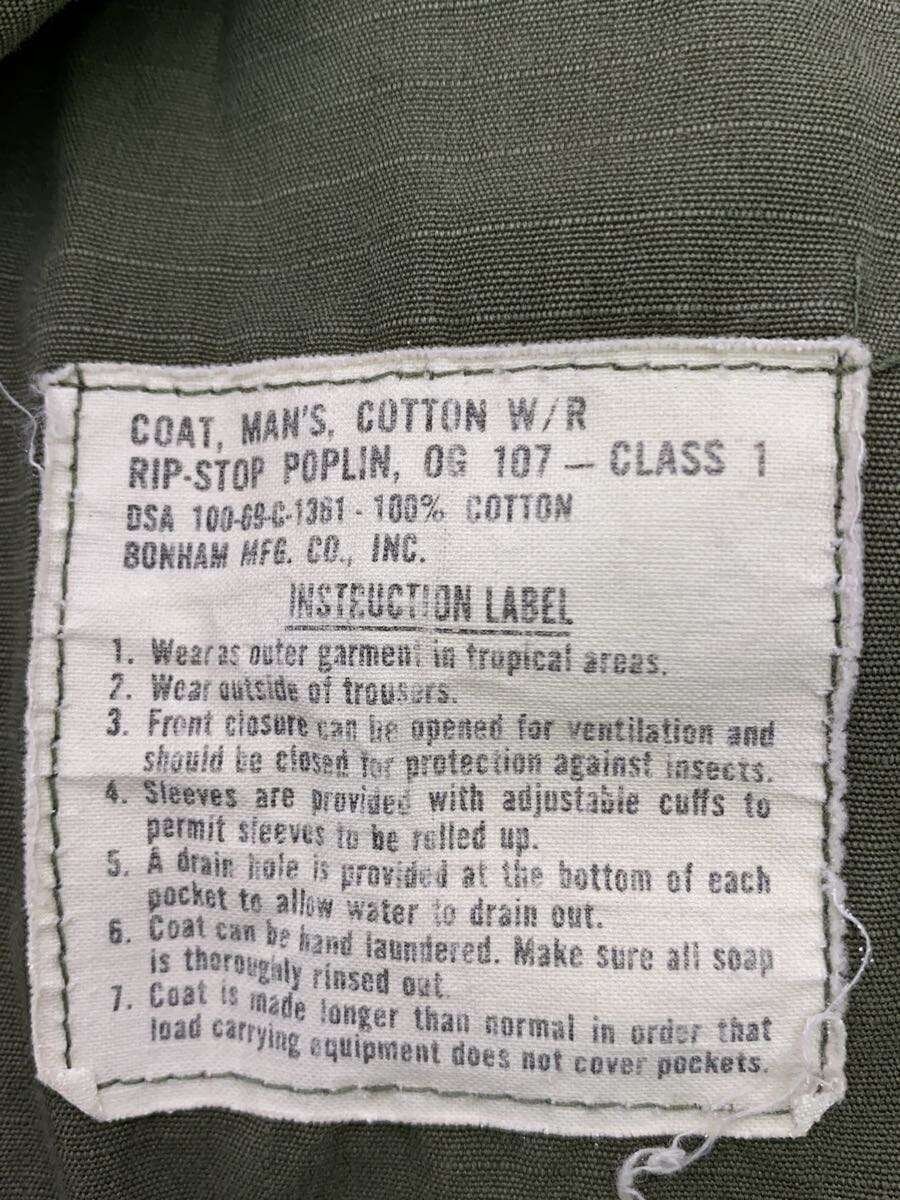 COAT, MAN'S, COTTON W/R
RIP-STOP POPLIN, OG 107 — CLASS 1
DSA 100-69-C-1361 - 100% COTTON
BONHAM MFG. CO., INC.
INSTRUCTION LABEL
1. Wear as outer garment in tropical areas.
2. Wear outside of trousers.
3. Front closure can be opened for ventilation and
should be closed for protection against insects.
4. Sleeves are provided with adjustable cuffs to
permit sleeves to be rolled up.
5. A drain hole is provided at the bottom of each
pocket to allow water to drain out.
6. Coat can be hand laundered. Make sure all soap
is thoroughly rinsed out.
7. Coat is made longer than normal in order that
load carrying equipment does not cover pockets.